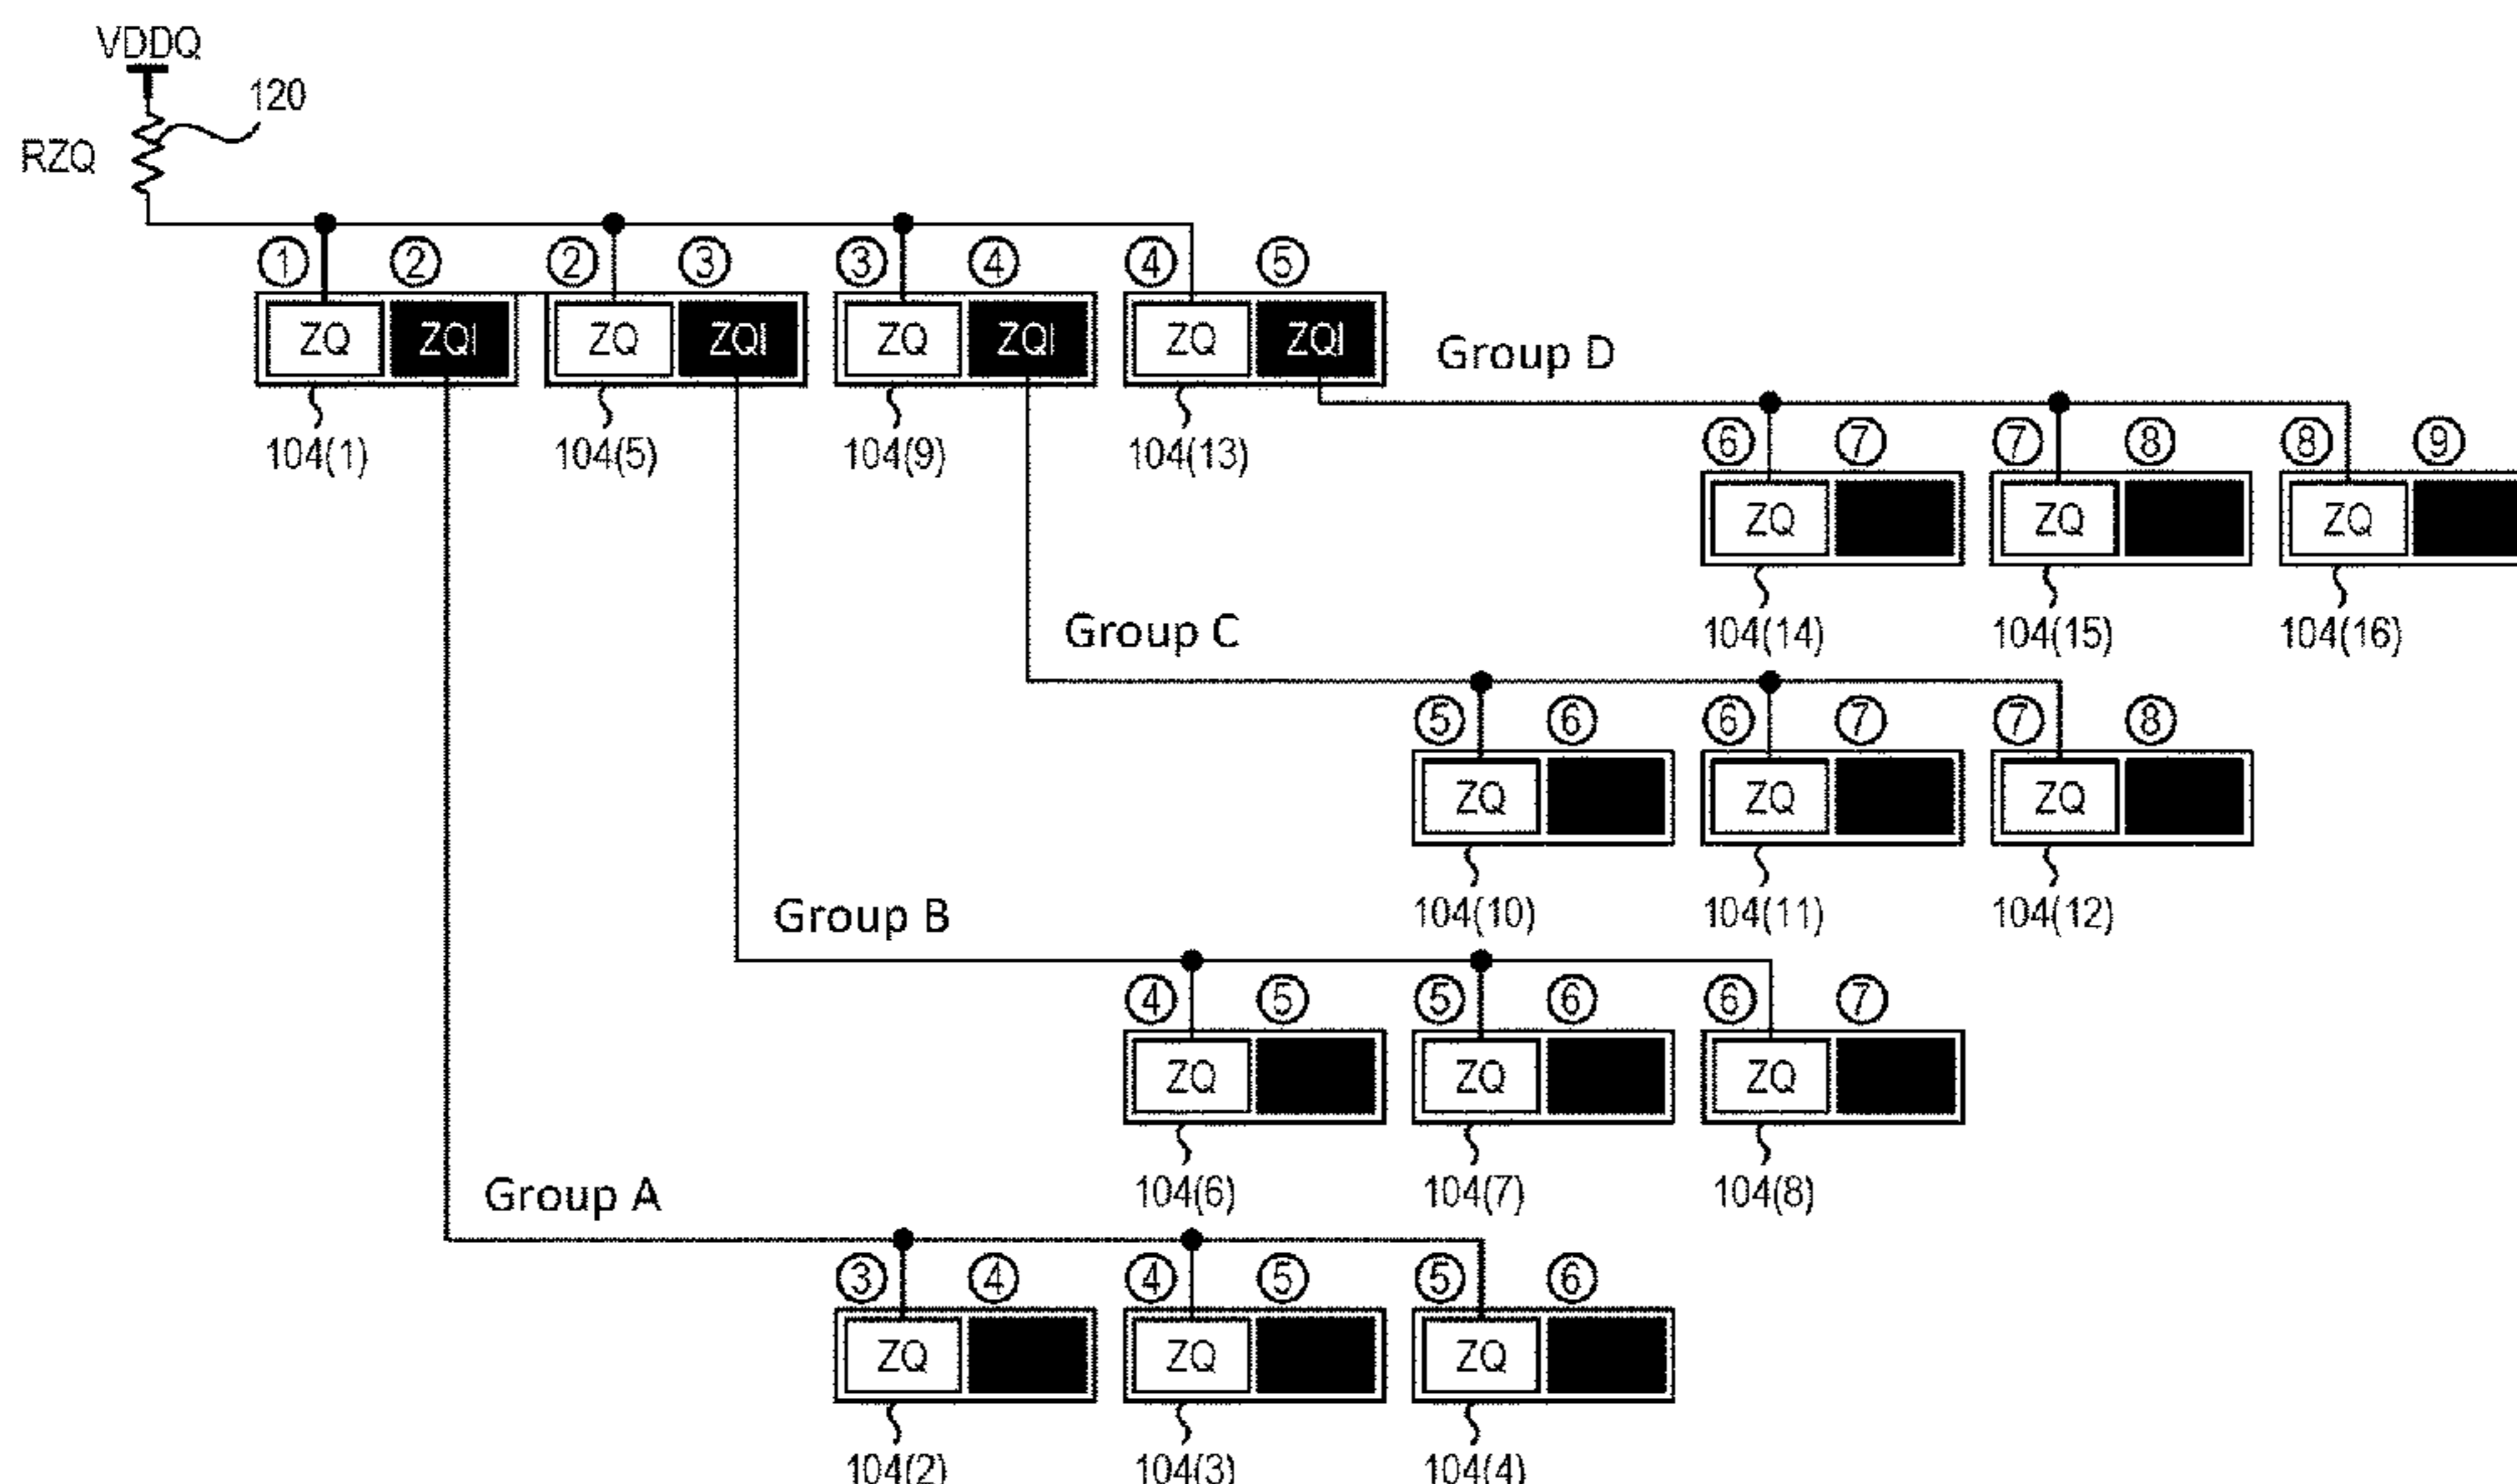 VDDQ
120
RZQ
① ② ② ③ ③ ④ ④ ⑤
ZQ ZQI ZQ ZQI ZQ ZQI ZQ ZQI
Group D
104(1) 104(5) 104(9) 104(13)
⑥ ⑦ ⑦ ⑧ ⑧ ⑨
ZQ ZQ ZQ
104(14) 104(15) 104(16)
Group C
⑤ ⑥ ⑥ ⑦ ⑦ ⑧
ZQ ZQ ZQ
104(10) 104(11) 104(12)
Group B
④ ⑤ ⑤ ⑥ ⑥ ⑦
ZQ ZQ ZQ
104(6) 104(7) 104(8)
Group A
③ ④ ④ ⑤ ⑤ ⑥
ZQ ZQ ZQ
104(2) 104(3) 104(4)